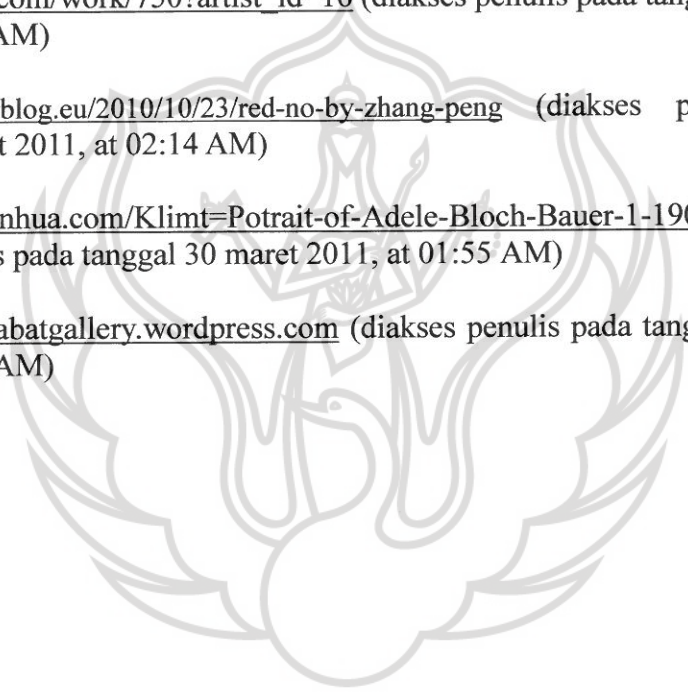 .com/work/750?artist_id=16 (diakses penulis pada tang
AM)
blog.eu/2010/10/23/red-no-by-zhang-peng (diakses p
t 2011, at 02:14 AM)
nhua.com/Klimt=Potrait-of-Adele-Bloch-Bauer-1-190
s pada tanggal 30 maret 2011, at 01:55 AM)
abatgallery.wordpress.com (diakses penulis pada tang
AM)